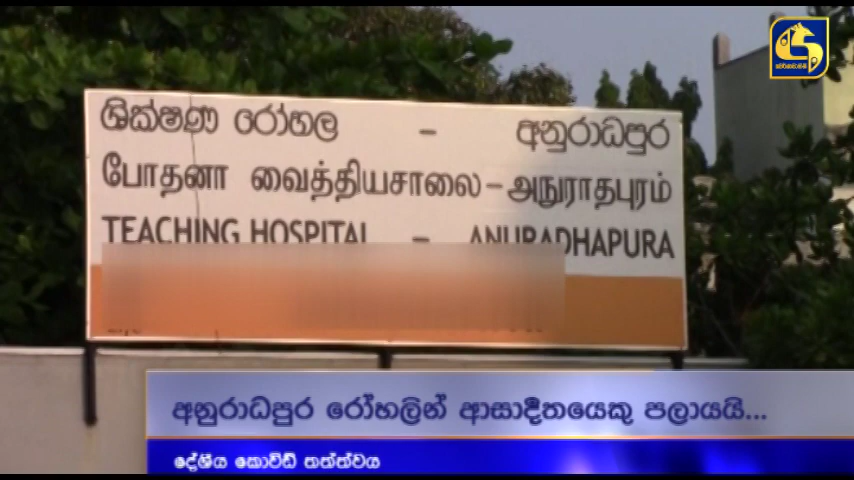 ශික්ෂණ රෝහල - අනුරාධපුර
போதனா வைத்தியசாலை - அநுராதபுரம்
TEACHING HOSPITAL - ANURADHAPURA
අනුරාධපුර රෝහලින් ආසාදිතයෙකු පලායයි...
දේශීය කොවිඩ් තත්ත්වය